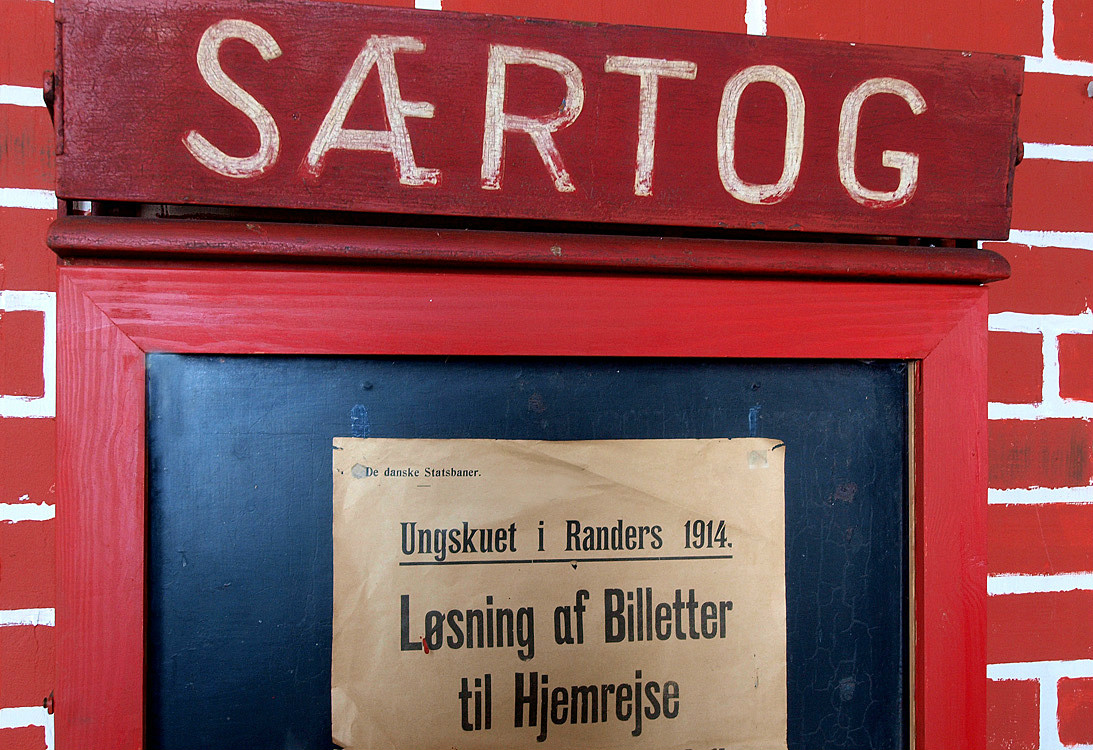 SÆRTOG
De danske Statsbaner.
Ungskuet i Randers 1914.
Løsning af Billetter
til Hjemrejse